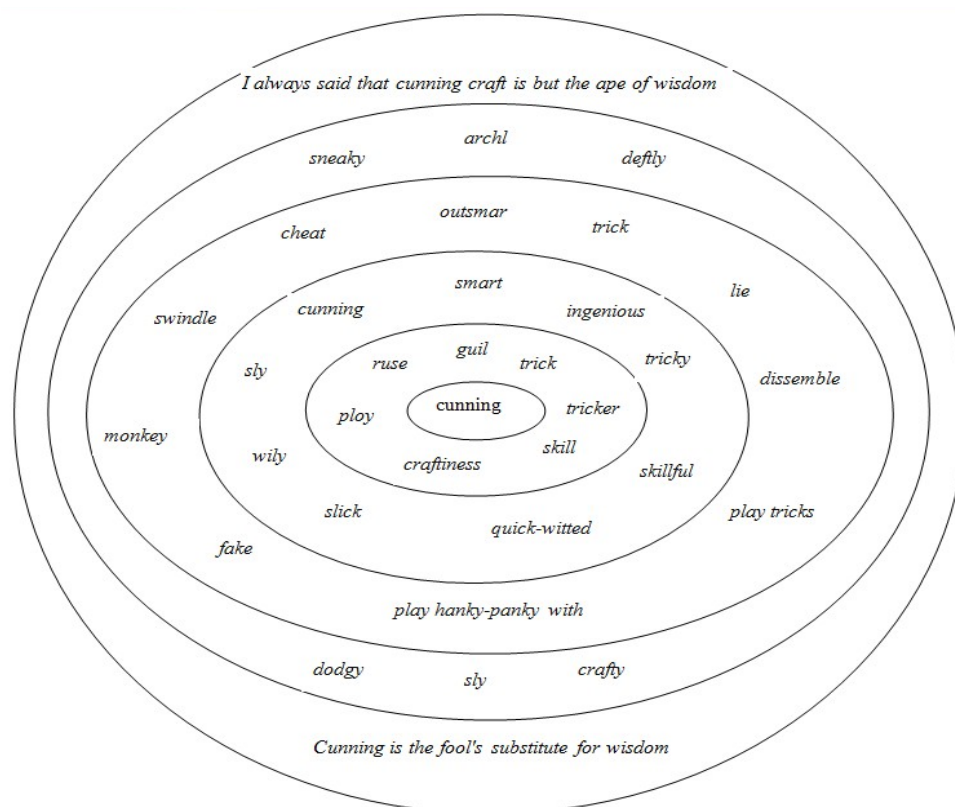 I always said that cunning craft is but the ape of wisdom
archl
sneaky
deftly
outsmar
cheat
trick
lie
smart
cunning
ingenious
swindle
guil
ruse
trick
tricky
sly
dissemble
cunning
ploy
tricker
monkey
skill
wily
craftiness
skillful
slick
play tricks
quick-witted
fake
play hanky-panky with
dodgy
sly
crafty
Cunning is the fool's substitute for wisdom